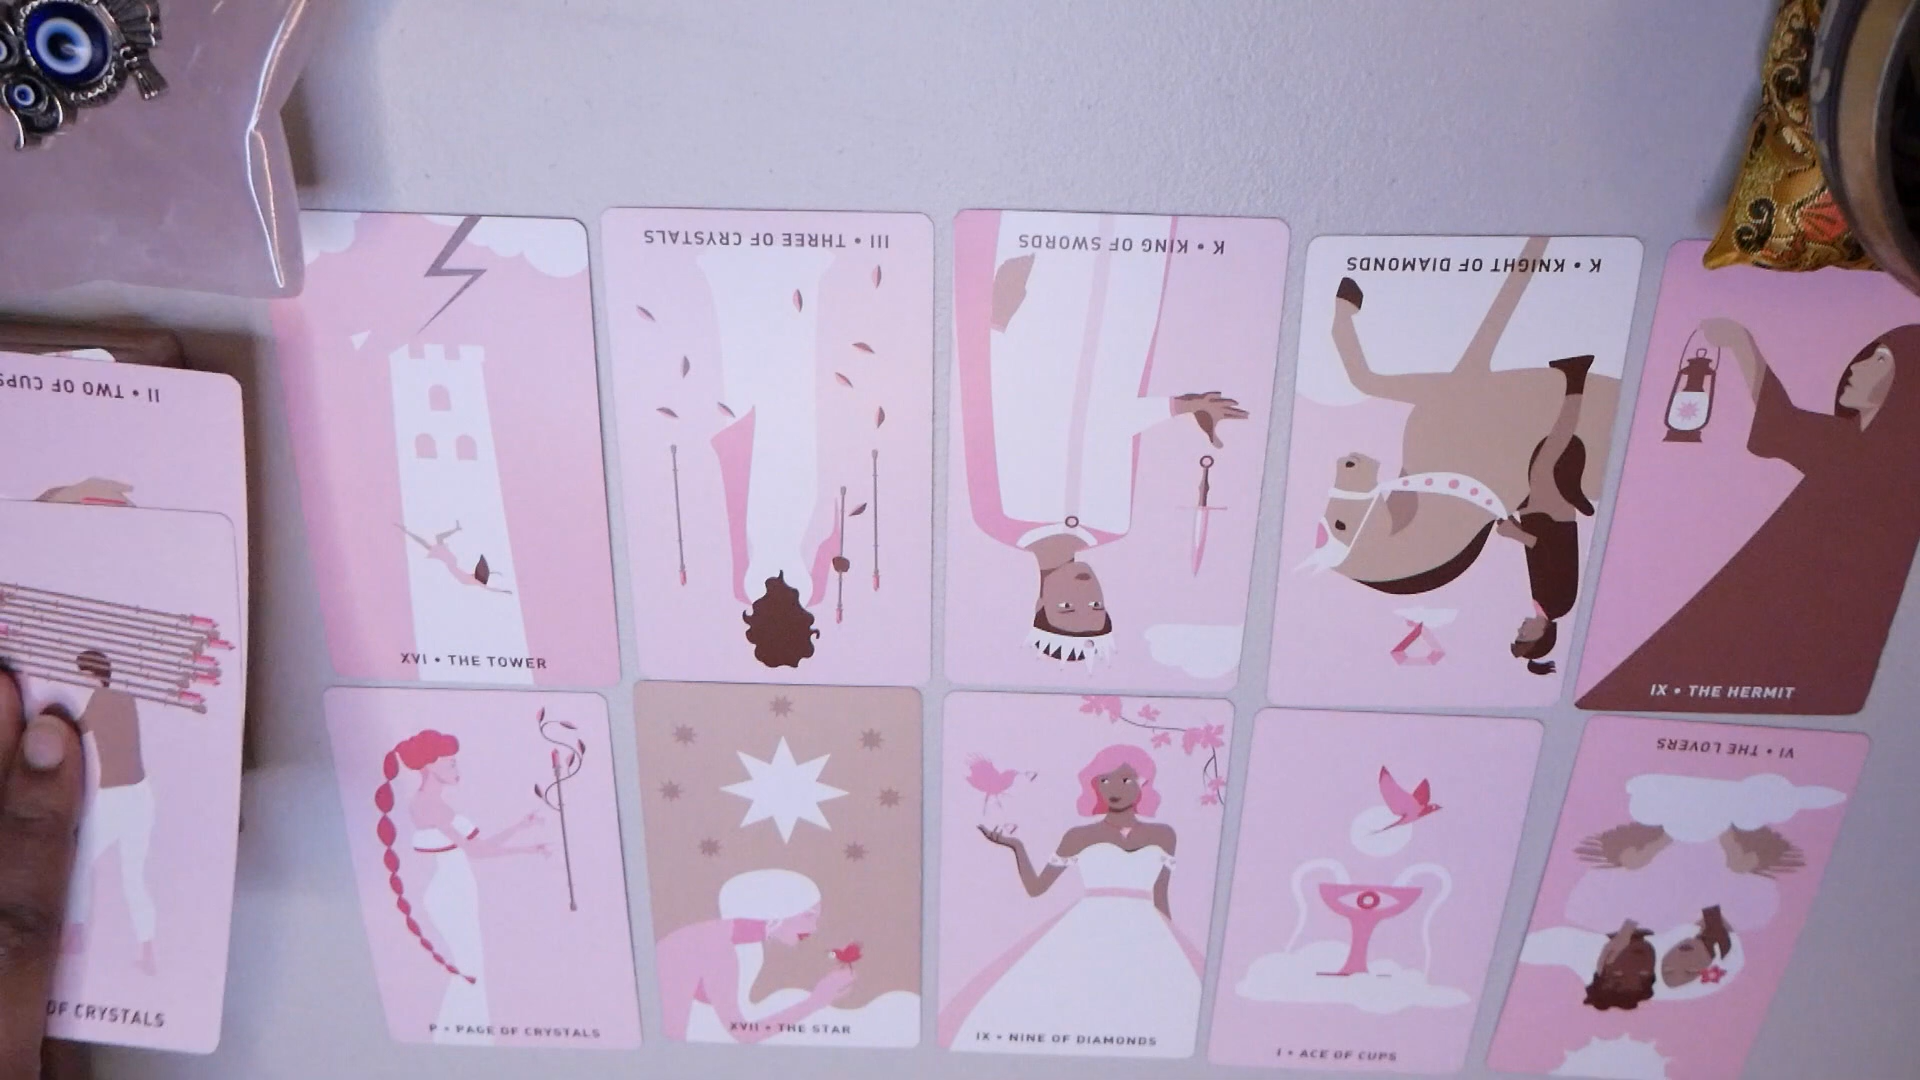 II • TWO OF CUPS
III • THREE OF CRYSTALS
K • KING OF SWORDS
K • KNIGHT OF DIAMONDS
XVI • THE TOWER
IX • THE HERMIT
VI • THE LOVERS
OF CRYSTALS
P • PAGE OF CRYSTALS
XVII • THE STAR
IX • NINE OF DIAMONDS
I • ACE OF CUPS